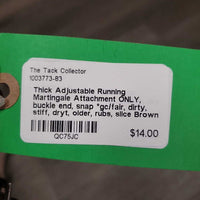 The Tack Collector
1003773-83
Thick Adjustable Running
Martingale Attachment ONLY,
buckle end, snap *gc/fair, dirty,
stiff, dryt, older, rubs, slice Brown
$14.00
QC75JC